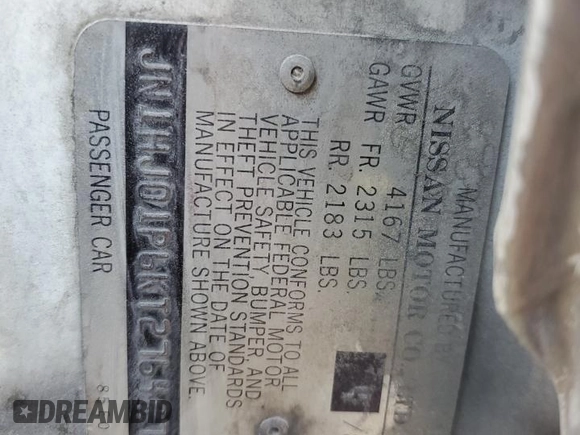 MANUFACTURED B
NISSAN MOTOR CO
GVWR 4167 LBS.
GAWR FR. 2315 LBS.
RR. 2183 LBS.
THIS VEHICLE CONFORMS TO ALL
APPLICABLE FEDERAL MOTOR
VEHICLE SAFETY, BUMPER, AND
THEFT PREVENTION STANDARDS
IN EFFECT ON THE DATE OF
MANUFACTURE SHOWN ABOVE.
JN1HJ01P6KT
PASSENGER CAR
DREAMBID